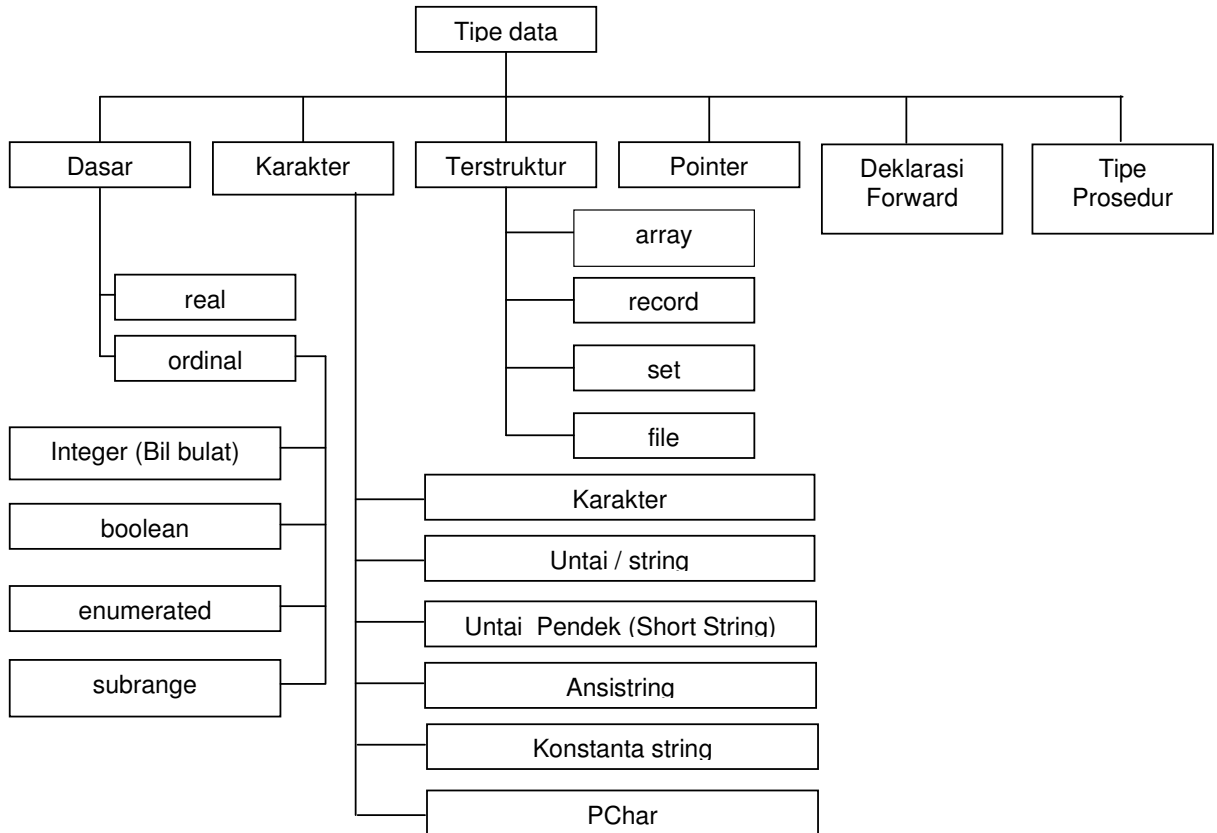 Tipe data
Dasar
Karakter
Terstruktur
Pointer
Deklarasi
Forward
Tipe
Prosedur
real
ordinal
Integer (Bil bulat)
boolean
enumerated
subrange
array
record
set
file
Karakter
Untai / string
Untai Pendek (Short String)
Ansistring
Konstanta string
PChar